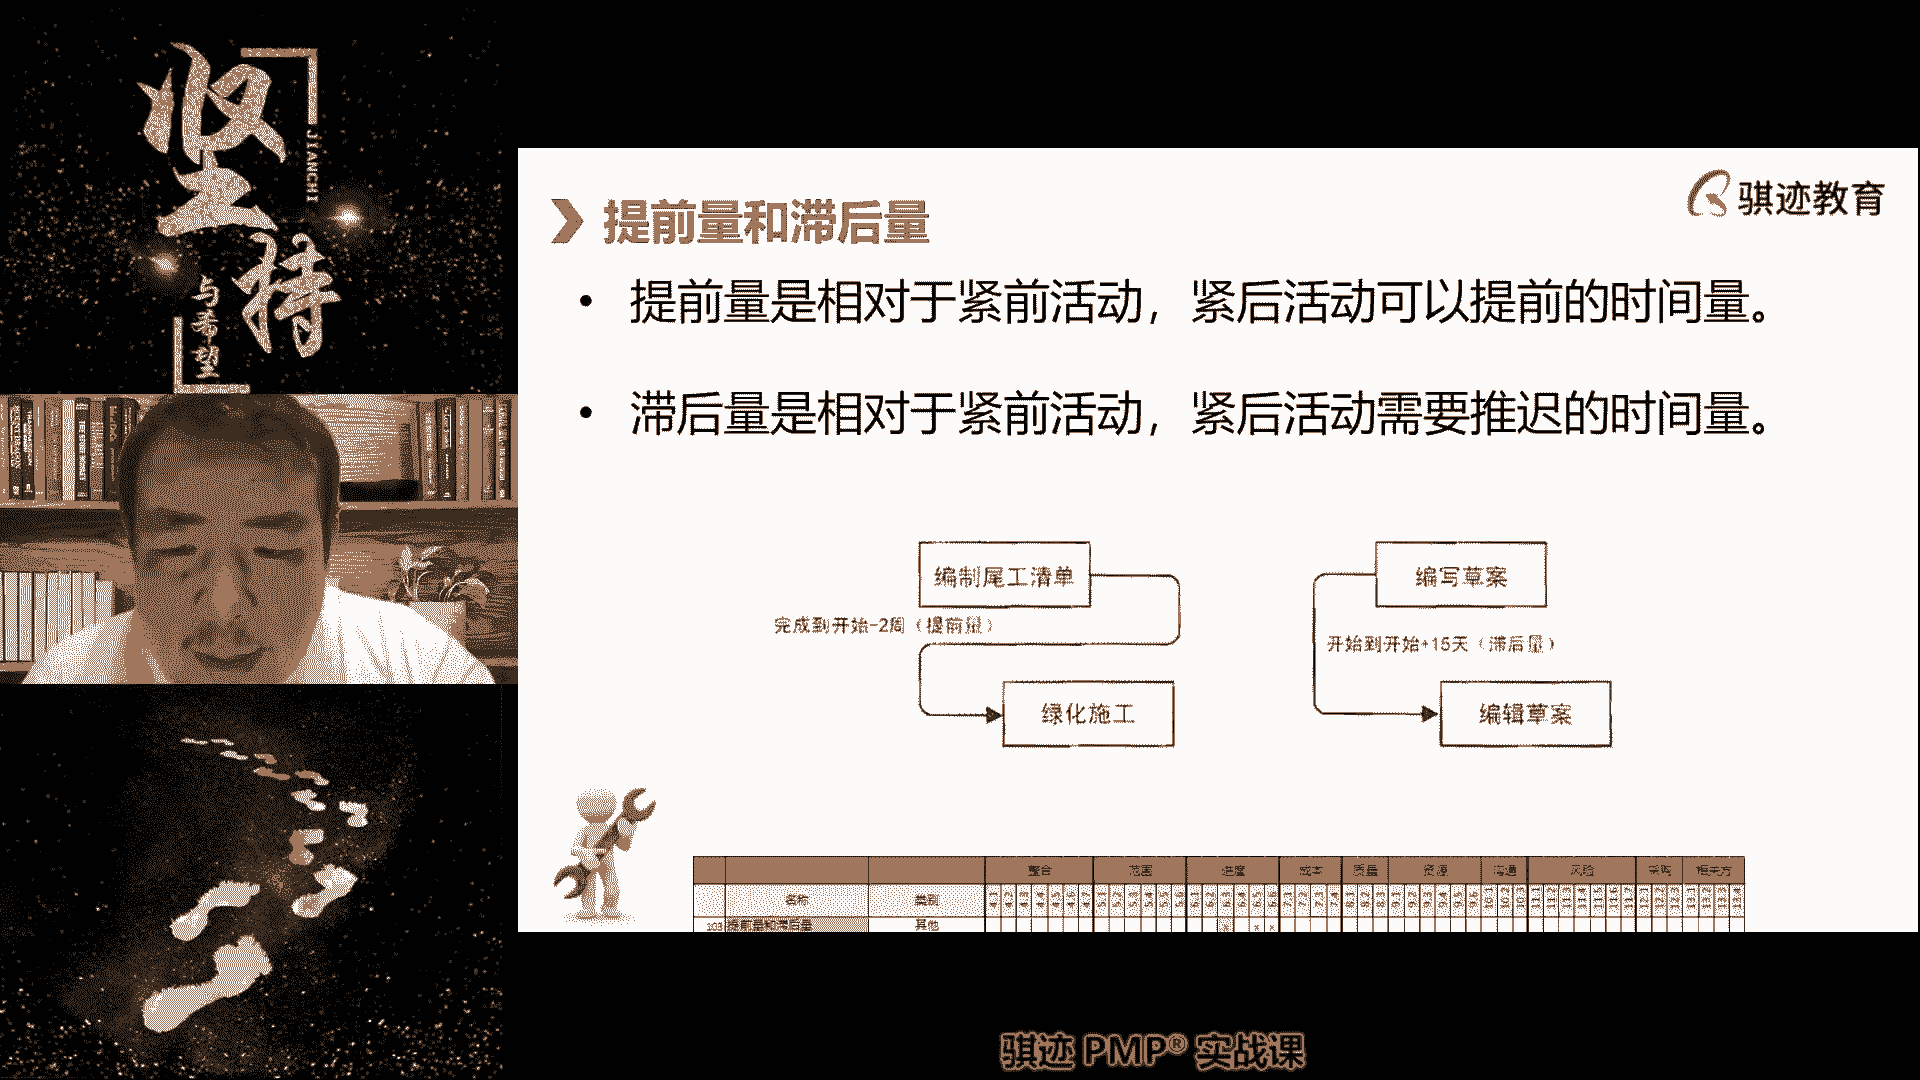 坚持
JIANCHI
与希望
骐迹教育
提前量和滞后量
• 提前量是相对于紧前活动，紧后活动可以提前的时间量。
• 滞后量是相对于紧前活动，紧后活动需要推迟的时间量。
编制尾工清单
完成到开始-2周（提前量）
绿化施工
编写草案
开始到开始+15天（滞后量）
编辑草案
整合 范围 进度 成本 质量 资源 沟通 风险 采购 相关方
名称 类别
103 提前量和滞后量 其他
骐迹 PMP® 实战课